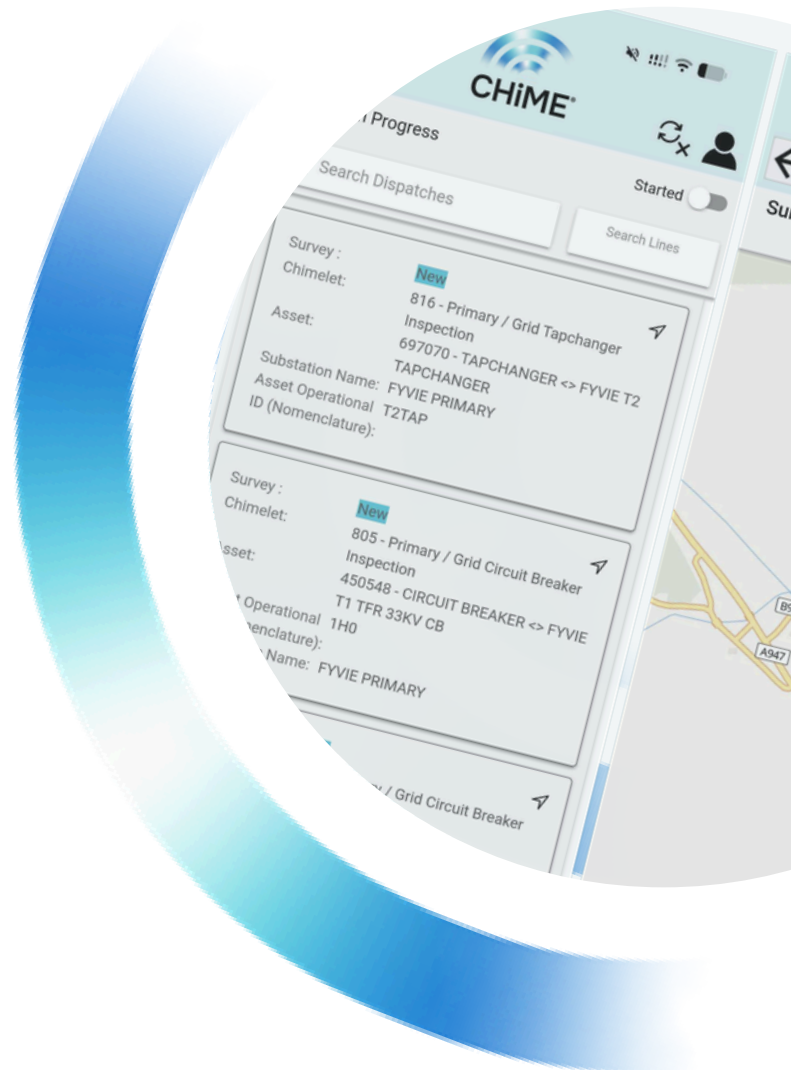 CHiME®
Progress
Started
Search Dispatches
Search Lines
Survey :
New
Chimelet:
816 - Primary / Grid Tapchanger
Inspection
Asset:
697070 - TAPCHANGER <> FYVIE T2
TAPCHANGER
Substation Name: FYVIE PRIMARY
Asset Operational T2TAP
ID (Nomenclature):
Survey :
New
Chimelet:
805 - Primary / Grid Circuit Breaker
Inspection
sset:
450548 - CIRCUIT BREAKER <> FYVIE
T1 TFR 33KV CB
Operational 1H0
enclature):
Name: FYVIE PRIMARY
/ Grid Circuit Breaker
A947